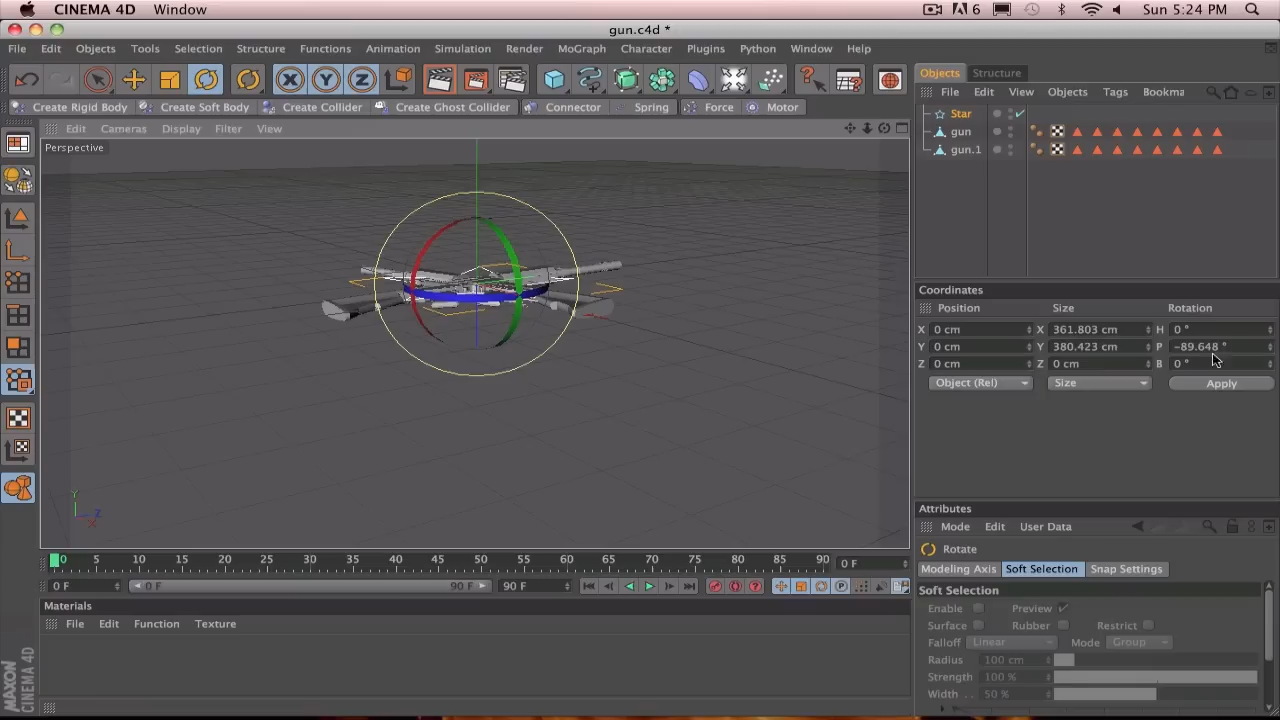 CINEMA 4D Window 6 Sun 5:24 PM
gun.c4d *
File Edit Objects Tools Selection Structure Functions Animation Simulation Render MoGraph Character Plugins Python Window Help
Objects Structure
File Edit View Objects Tags Bookma
Create Rigid Body Create Soft Body Create Collider Create Ghost Collider Connector Spring Force Motor
Star
gun
gun.1
Edit Cameras Display Filter View
Perspective
Coordinates
Position Size Rotation
X 0 cm X 361.803 cm H 0 °
Y 0 cm Y 380.423 cm P -89.648 °
Z 0 cm Z 0 cm B 0 °
Object (Rel) Size Apply
Y
Z
X
Attributes
Mode Edit User Data
Rotate
Modeling Axis Soft Selection Snap Settings
Soft Selection
Enable Preview
Surface Rubber Restrict
Falloff Linear Mode Group
Radius 100 cm
Strength 100 %
Width . . 50 %
0 5 10 15 20 25 30 35 40 45 50 55 60 65 70 75 80 85 90 0 F
0 F 0 F 90 F 90 F
Materials
File Edit Function Texture
MAXON CINEMA 4D